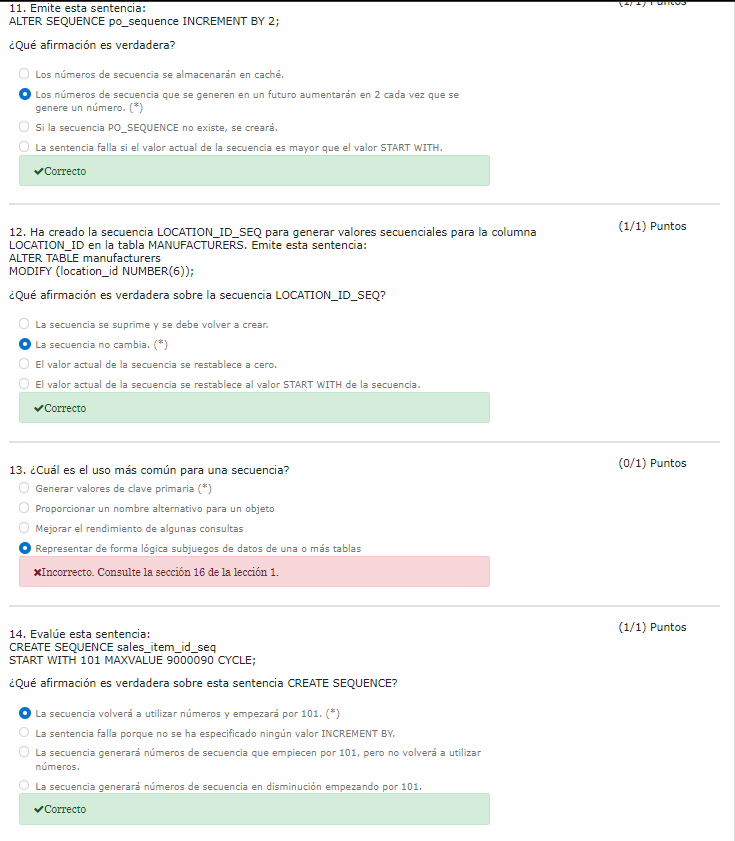 (1/1) Puntos
11. Emite esta sentencia:
ALTER SEQUENCE po_sequence INCREMENT BY 2;
¿Qué afirmación es verdadera?
Los números de secuencia se almacenarán en caché.
Los números de secuencia que se generen en un futuro aumentarán en 2 cada vez que se
genere un número. (*)
Si la secuencia PO_SEQUENCE no existe, se creará.
La sentencia falla si el valor actual de la secuencia es mayor que el valor START WITH.
✔Correcto
(1/1) Puntos
12. Ha creado la secuencia LOCATION_ID_SEQ para generar valores secuenciales para la columna
LOCATION_ID en la tabla MANUFACTURERS. Emite esta sentencia:
ALTER TABLE manufacturers
MODIFY (location_id NUMBER(6));
¿Qué afirmación es verdadera sobre la secuencia LOCATION_ID_SEQ?
La secuencia se suprime y se debe volver a crear.
La secuencia no cambia. (*)
El valor actual de la secuencia se restablece a cero.
El valor actual de la secuencia se restablece al valor START WITH de la secuencia.
✔Correcto
(0/1) Puntos
13. ¿Cuál es el uso más común para una secuencia?
Generar valores de clave primaria (*)
Proporcionar un nombre alternativo para un objeto
Mejorar el rendimiento de algunas consultas
Representar de forma lógica subjuegos de datos de una o más tablas
✖Incorrecto. Consulte la sección 16 de la lección 1.
(1/1) Puntos
14. Evalúe esta sentencia:
CREATE SEQUENCE sales_item_id_seq
START WITH 101 MAXVALUE 9000090 CYCLE;
¿Qué afirmación es verdadera sobre esta sentencia CREATE SEQUENCE?
La secuencia volverá a utilizar números y empezará por 101. (*)
La sentencia falla porque no se ha especificado ningún valor INCREMENT BY.
La secuencia generará números de secuencia que empiecen por 101, pero no volverá a utilizar
números.
La secuencia generará números de secuencia en disminución empezando por 101.
✔Correcto